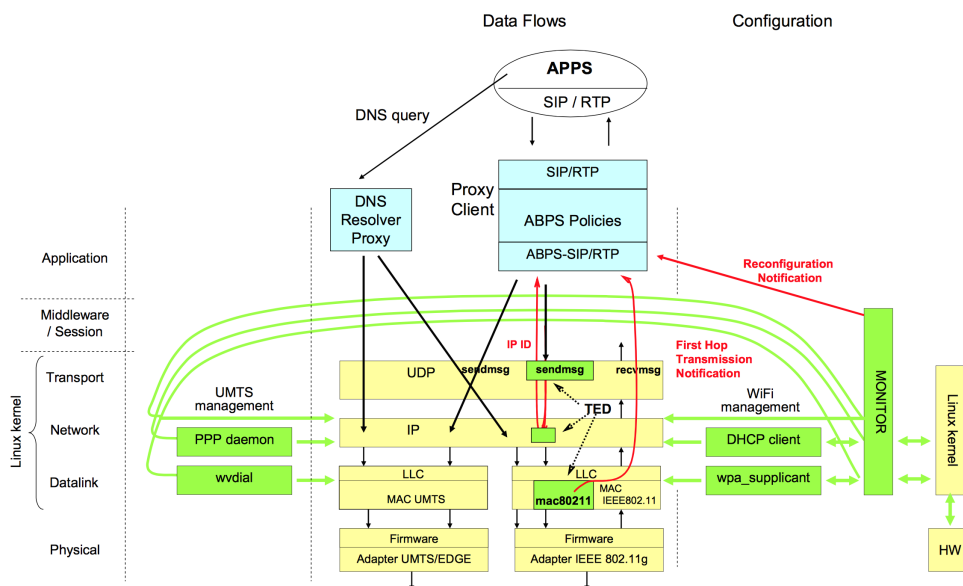 Data Flows
Configuration
APPS
SIP / RTP
DNS query
Proxy
Client
SIP/RTP
ABPS Policies
ABPS-SIP/RTP
DNS
Resolver
Proxy
Application
Reconfiguration
Notification
Middleware
/ Session
IP ID
First Hop
Transmission
Notification
Transport
UDP
sendmsg
sendmsg
recvmsg
MONITOR
Linux kernel
Linux kernel
UMTS
management
TED
WiFi
management
Network
PPP daemon
IP
DHCP client
Datalink
wvdial
LLC
MAC UMTS
LLC
mac80211
MAC
IEEE802.11
wpa_supplicant
Physical
Firmware
Adapter UMTS/EDGE
Firmware
Adapter IEEE 802.11g
HW